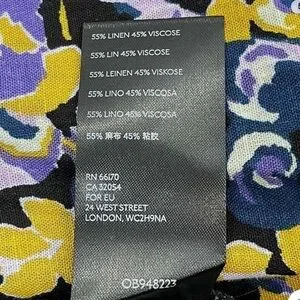 55% LINEN 45% VISCOSE
55% LIN 45% VISCOSE
55% LEINEN 45% VISKOSE
55% LINO 45% VISCOSA
55% LINO 45% VISCOSA
55% 麻布 45% 粘胶
RN 66170
CA 32054
FOR EU
24 WEST STREET
LONDON, WC2H9NA
OB948223